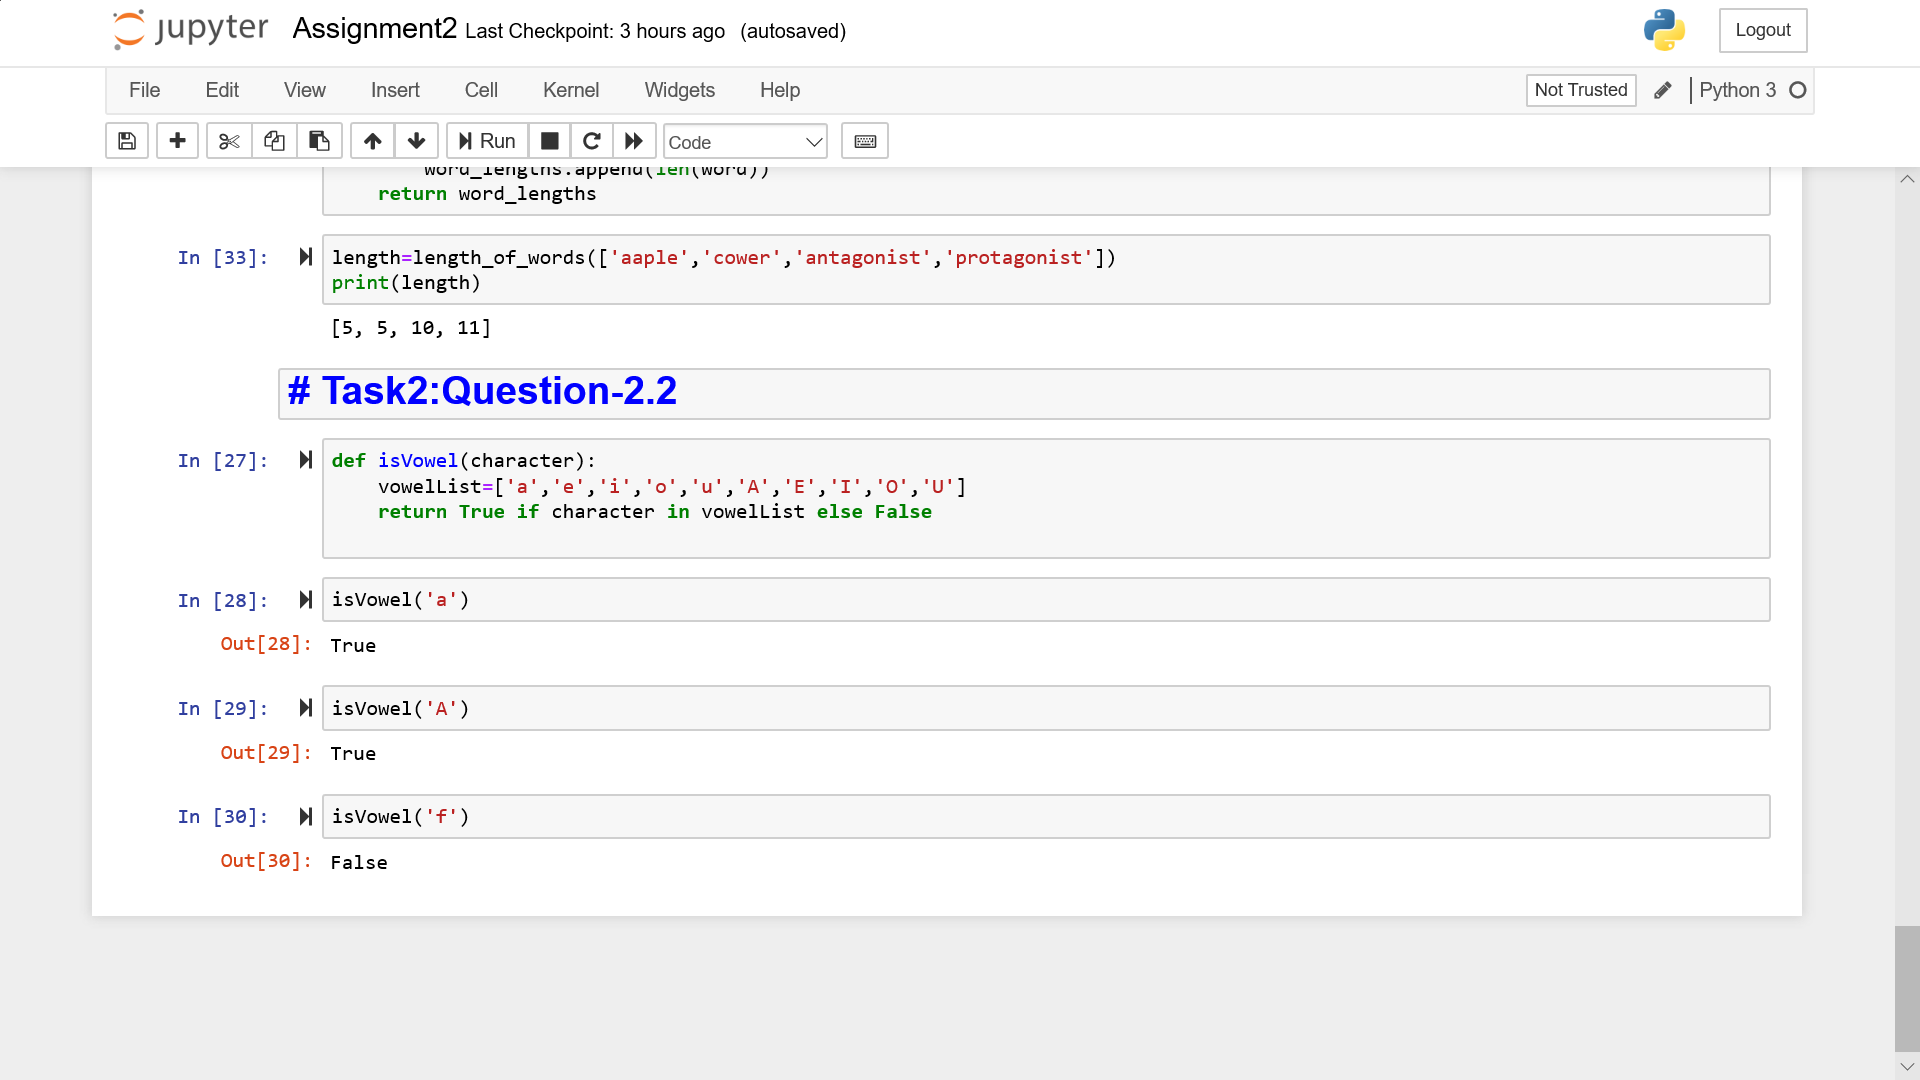 jupyter Assignment2 Last Checkpoint: 3 hours ago (autosaved) Logout
File Edit View Insert Cell Kernel Widgets Help Not Trusted Python 3
Run Code
word_lengths.append(len(word))
return word_lengths
In [33]: length=length_of_words(['aaple','cower','antagonist','protagonist'])
print(length)
[5, 5, 10, 11]
# Task2:Question-2.2
In [27]: def isVowel(character):
vowelList=['a','e','i','o','u','A','E','I','O','U']
return True if character in vowelList else False
In [28]: isVowel('a')
Out[28]: True
In [29]: isVowel('A')
Out[29]: True
In [30]: isVowel('f')
Out[30]: False